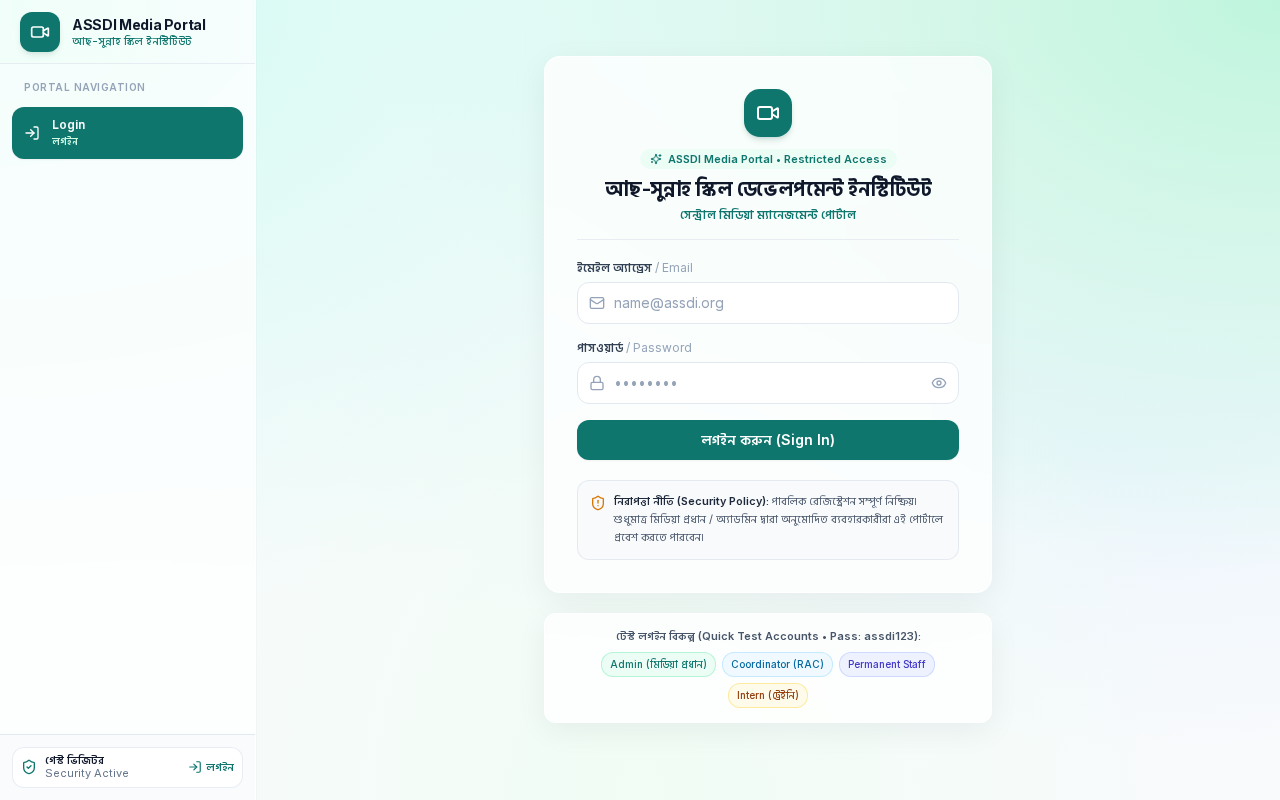 ASSDI Media Portal
আছ-সুন্নাহ স্কিল ইনস্টিটিউট
PORTAL NAVIGATION
Login
লগইন
গেস্ট ভিজিটর
Security Active
লগইন
ASSDI Media Portal • Restricted Access
আছ-সুন্নাহ স্কিল ডেভেলপমেন্ট ইনস্টিটিউট
সেন্ট্রাল মিডিয়া ম্যানেজমেন্ট পোর্টাল
ইমেইল অ্যাড্রেস / Email
name@assdi.org
পাসওয়ার্ড / Password
••••••••
লগইন করুন (Sign In)
নিরাপত্তা নীতি (Security Policy): পাবলিক রেজিস্ট্রেশন সম্পূর্ণ নিষ্ক্রিয়।
শুধুমাত্র মিডিয়া প্রধান / অ্যাডমিন দ্বারা অনুমোদিত ব্যবহারকারীরা এই পোর্টালে
প্রবেশ করতে পারবেন।
টেস্ট লগইন বিকল্প (Quick Test Accounts • Pass: assdi123):
Admin (মিডিয়া প্রধান)
Coordinator (RAC)
Permanent Staff
Intern (ট্রেইনি)